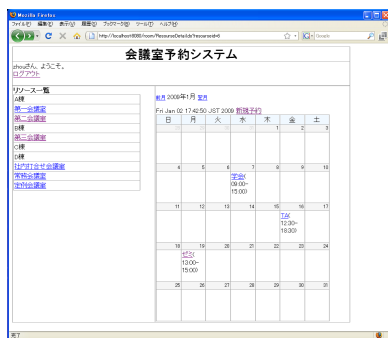 Mozilla Firefox
ファイル(F) 編集(E) 表示(V) 履歴(S) ブックマーク(B) ツール(T) ヘルプ(H)
http://localhost:8080/room/ResourceDetail.do?resourceid=6
Google
会議室予約システム
zhouさん、ようこそ。
ログアウト
リソース一覧
A棟
第一会議室
第二会議室
B棟
第三会議室
C棟
D棟
社内打合せ会議室
常務会議室
定例会議室
前月 2009年1月 翌月
Fri Jan 02 17:42:50 JST 2009 新規予約
日 月 火 水 木 金 土
1 2 3
4 5 6 7 8 9 10
学会(
09:00-
15:00)
11 12 13 14 15 16 17
TA(
12:30-
18:30)
18 19 20 21 22 23 24
ゼミ(
13:00-
15:00)
25 26 27 28 29 30 31
完了